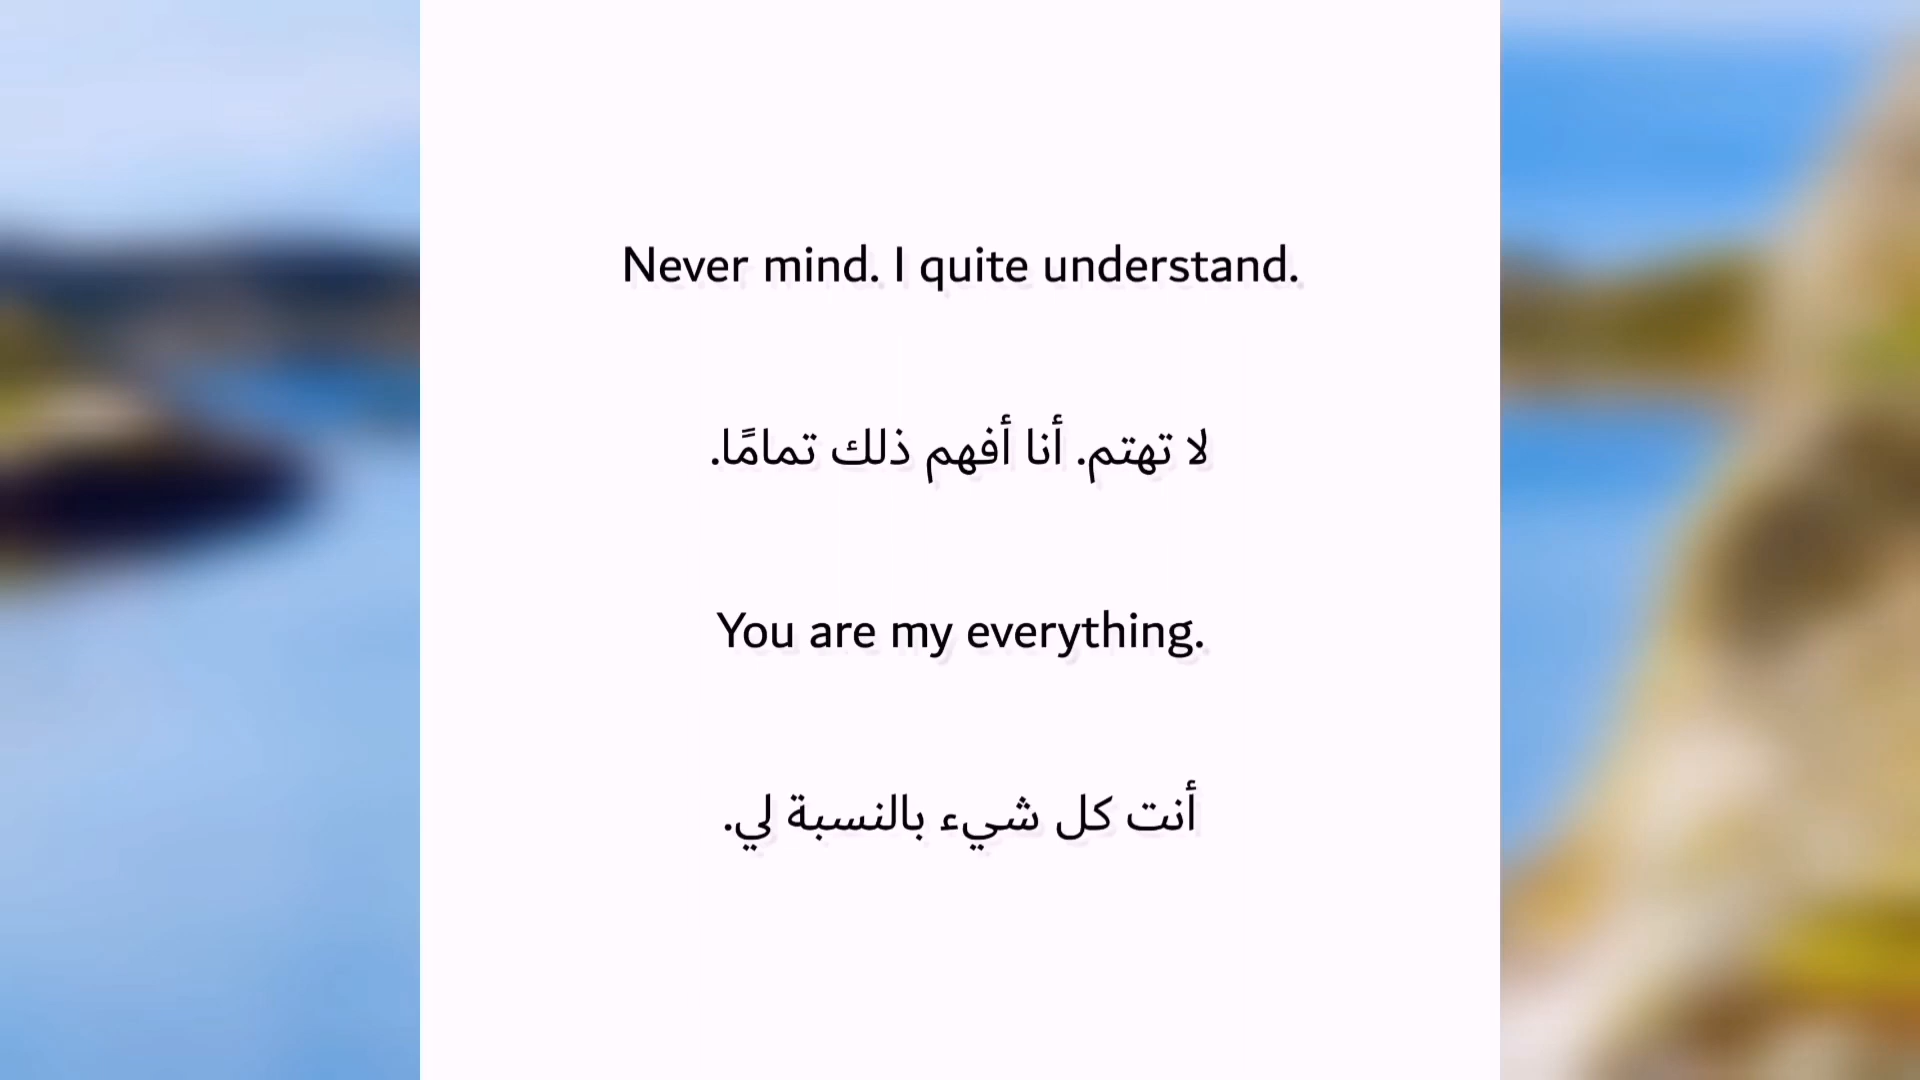 Never mind. I quite understand.
لا تهتم. أنا أفهم ذلك تمامًا.
You are my everything.
أنت كل شيء بالنسبة لي.